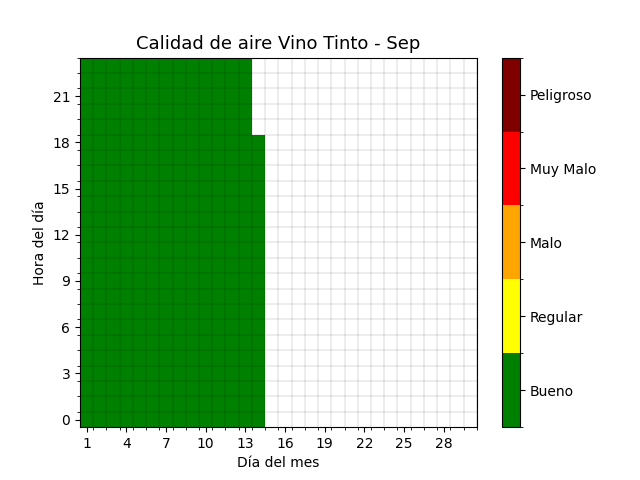 Calidad de aire Vino Tinto - Sep
Hora del día
21
18
15
12
9
6
3
0
1 4 7 10 13 16 19 22 25 28
Día del mes
Peligroso
Muy Malo
Malo
Regular
Bueno